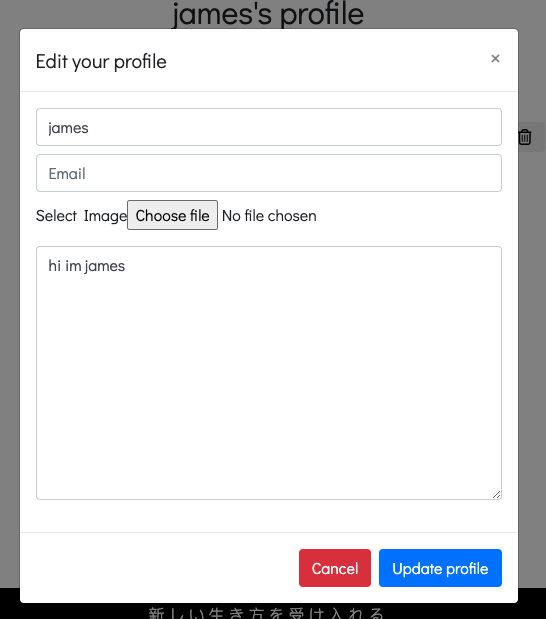 james's profile
Edit your profile ×
james
Email
Select Image Choose file No file chosen
hi im james
Cancel Update profile
新しい生き方を受け入れる